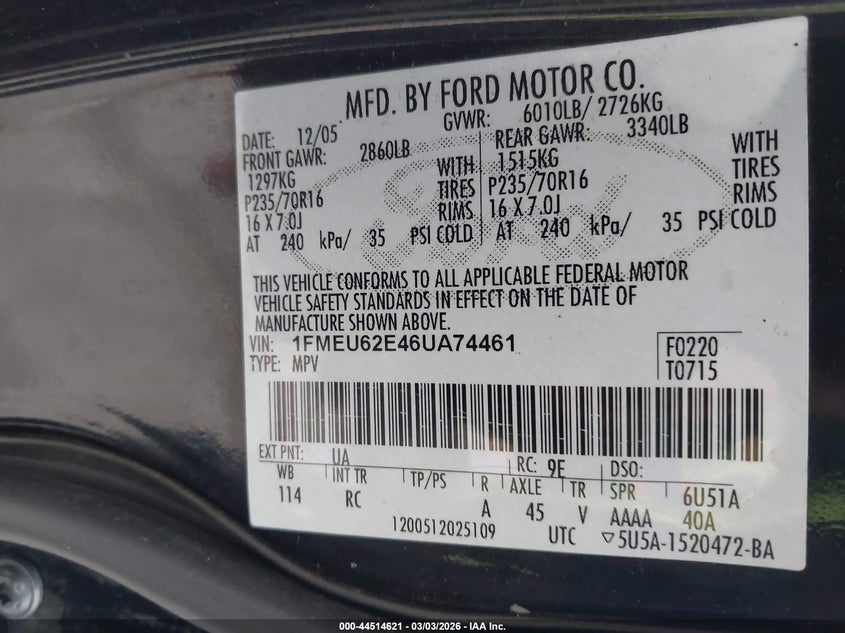 MFD. BY FORD MOTOR CO.
DATE: 12/05 GVWR: 6010LB/ 2726KG
FRONT GAWR: 2860LB REAR GAWR: 3340LB
1297KG WITH 1515KG WITH
P235/70R16 TIRES P235/70R16 TIRES
16 X 7.0J RIMS 16 X 7.0J RIMS
AT 240 kPa/ 35 PSI COLD AT 240 kPa/ 35 PSI COLD
THIS VEHICLE CONFORMS TO ALL APPLICABLE FEDERAL MOTOR
VEHICLE SAFETY STANDARDS IN EFFECT ON THE DATE OF
MANUFACTURE SHOWN ABOVE.
VIN: 1FMEU62E46UA74461 F0220
TYPE: MPV T0715
EXT PNT: UA RC: 9F DSO:
WB INT TR TP/PS R AXLE TR SPR 6U51A
114 RC A 45 V AAAA 40A
1200512025109 UTC ▽5U5A-1520472-BA
Ford
000-44514621 | 03/03/2026 - IAA Inc.